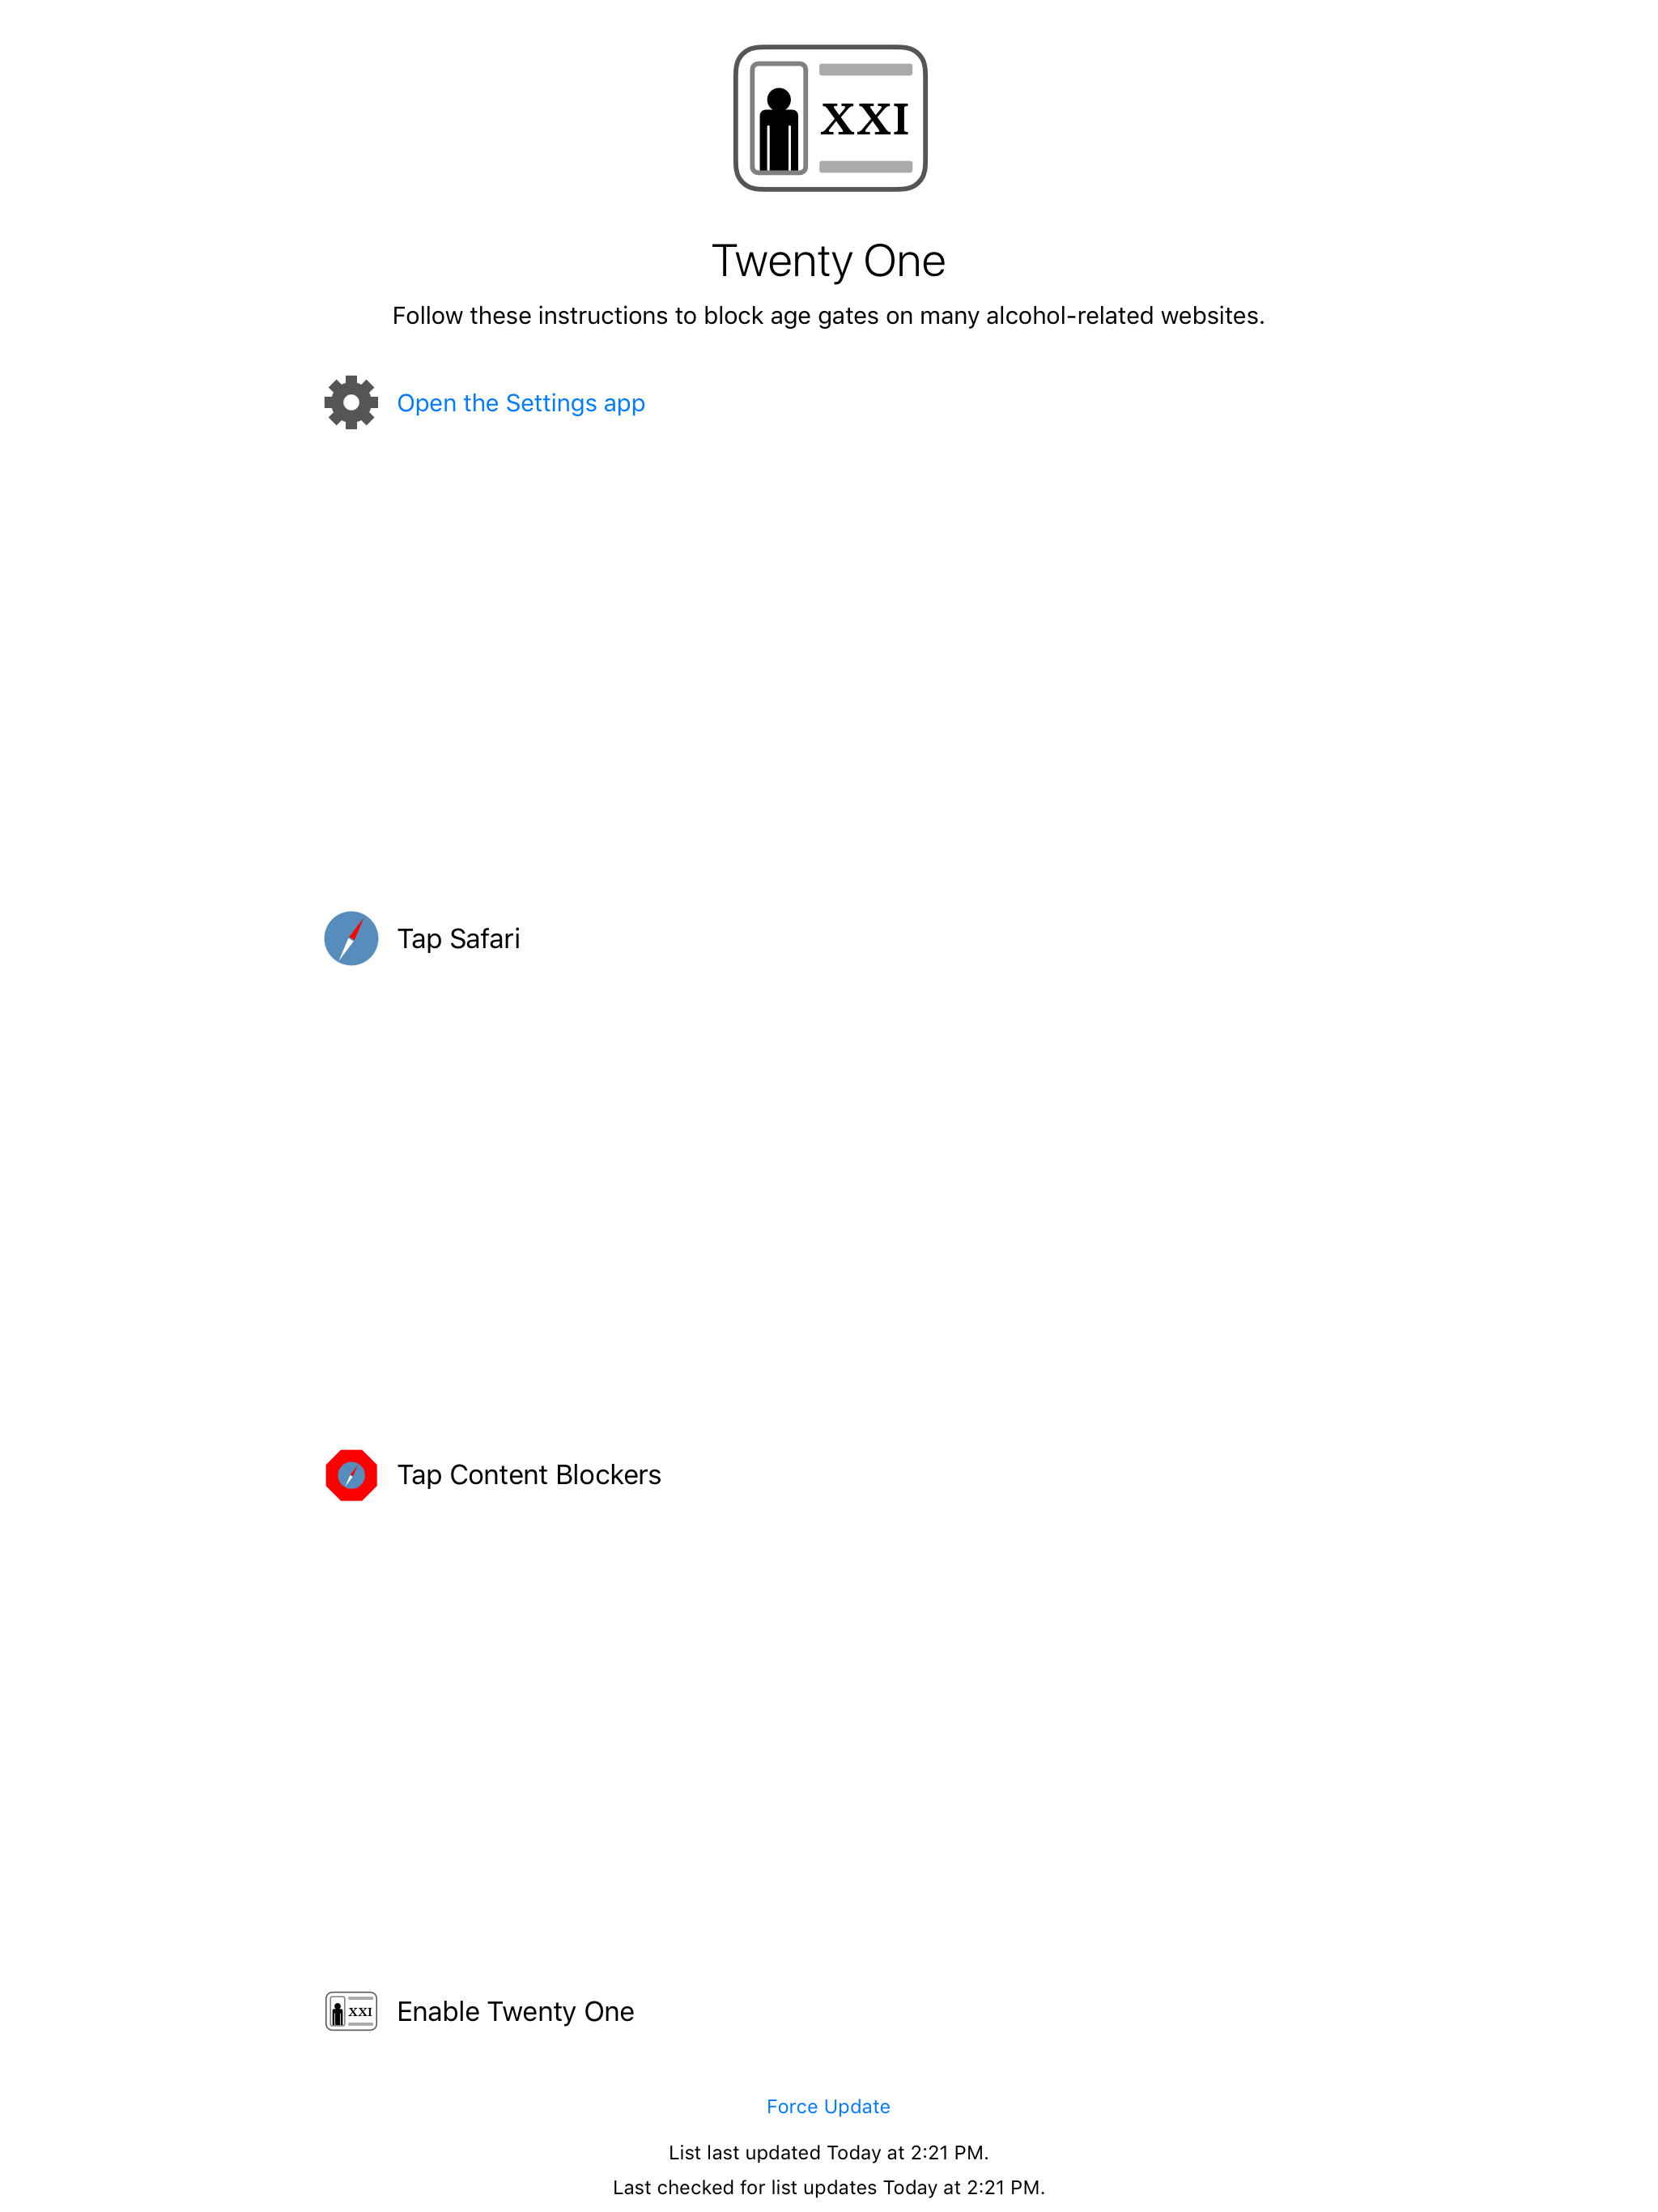 XXI
Twenty One
Follow these instructions to block age gates on many alcohol-related websites.
Open the Settings app
Tap Safari
Tap Content Blockers
XXI
Enable Twenty One
Force Update
List last updated Today at 2:21 PM.
Last checked for list updates Today at 2:21 PM.